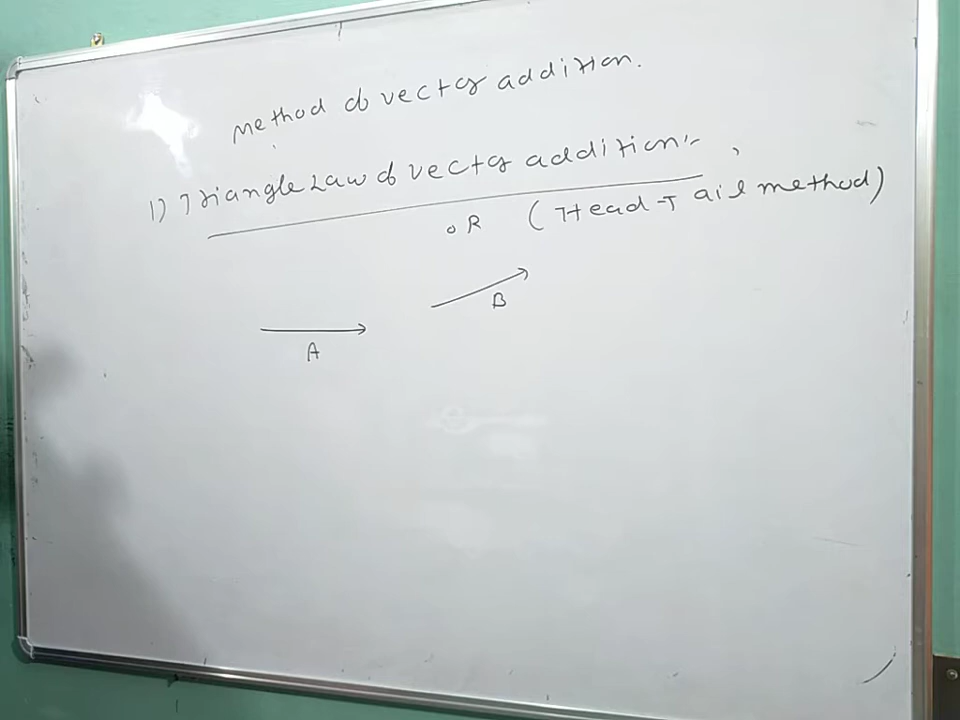 Method of vector addition.
1) Triangle Law of vector addition:-
OR (Head-Tail method)
B
A